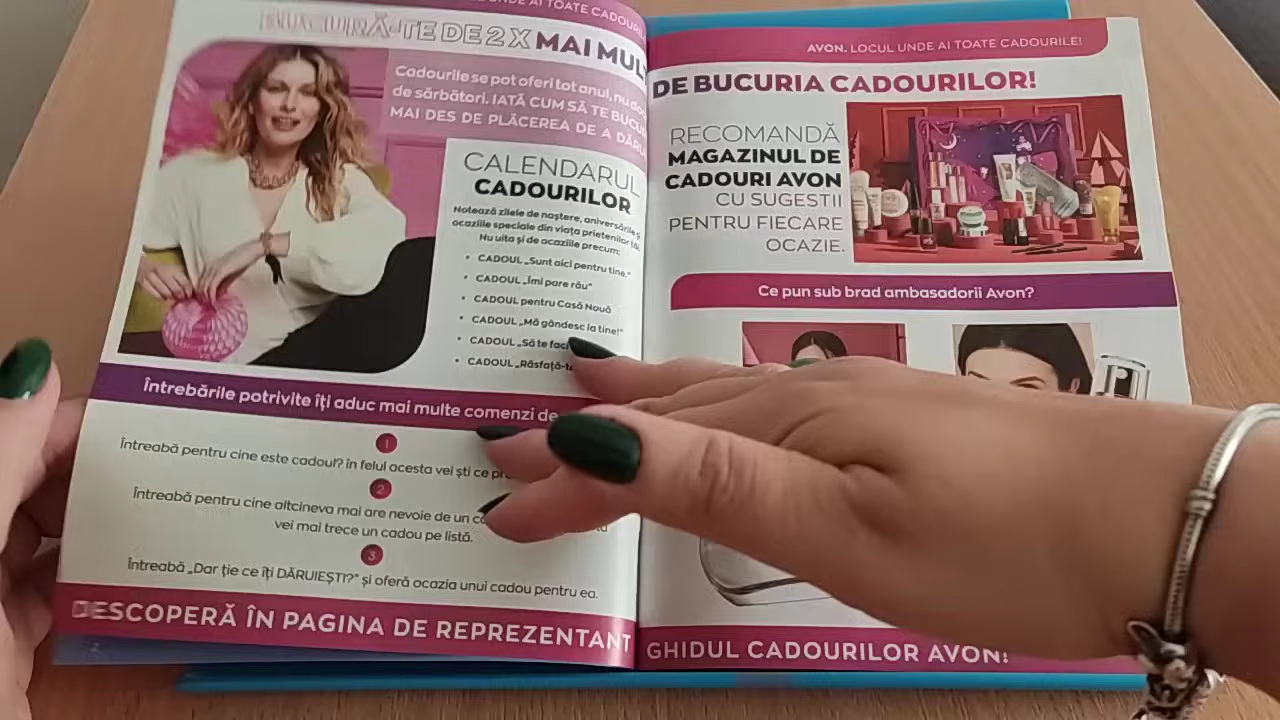 UNDE AI TOATE CADOURILE
BUCURĂ-TE DE 2 X MAI MUL
Cadourile se pot oferi tot anul, nu doar
de sărbători. IATĂ CUM SĂ TE BUCUR
MAI DES DE PLĂCEREA DE A DĂRU
CALENDARUL
CADOURILOR
Notează zilele de naștere, aniversările și
ocaziile speciale din viața prietenilor tăi.
Nu uita și de ocaziile precum:
• CADOUL „Sunt aici pentru tine."
• CADOUL „Îmi pare rău"
• CADOUL pentru Casă Nouă
• CADOUL „Mă gândesc la tine!"
• CADOUL „Să te faci
• CADOUL „Răsfață-t
Întrebările potrivite îți aduc mai multe comenzi de
1
Întreabă pentru cine este cadoul? în felul acesta vei ști ce pr
2
Întreabă pentru cine altcineva mai are nevoie de un c
vei mai trece un cadou pe listă.
3
Întreabă „Dar ție ce îți DĂRUIEȘTI?" și oferă ocazia unui cadou pentru ea.
DESCOPERĂ ÎN PAGINA DE REPREZENTANT
AVON. LOCUL UNDE AI TOATE CADOURILE!
DE BUCURIA CADOURILOR!
RECOMANDĂ
MAGAZINUL DE
CADOURI AVON
CU SUGESTII
PENTRU FIECARE
OCAZIE.
Ce pun sub brad ambasadorii Avon?
GHIDUL CADOURILOR AVON!